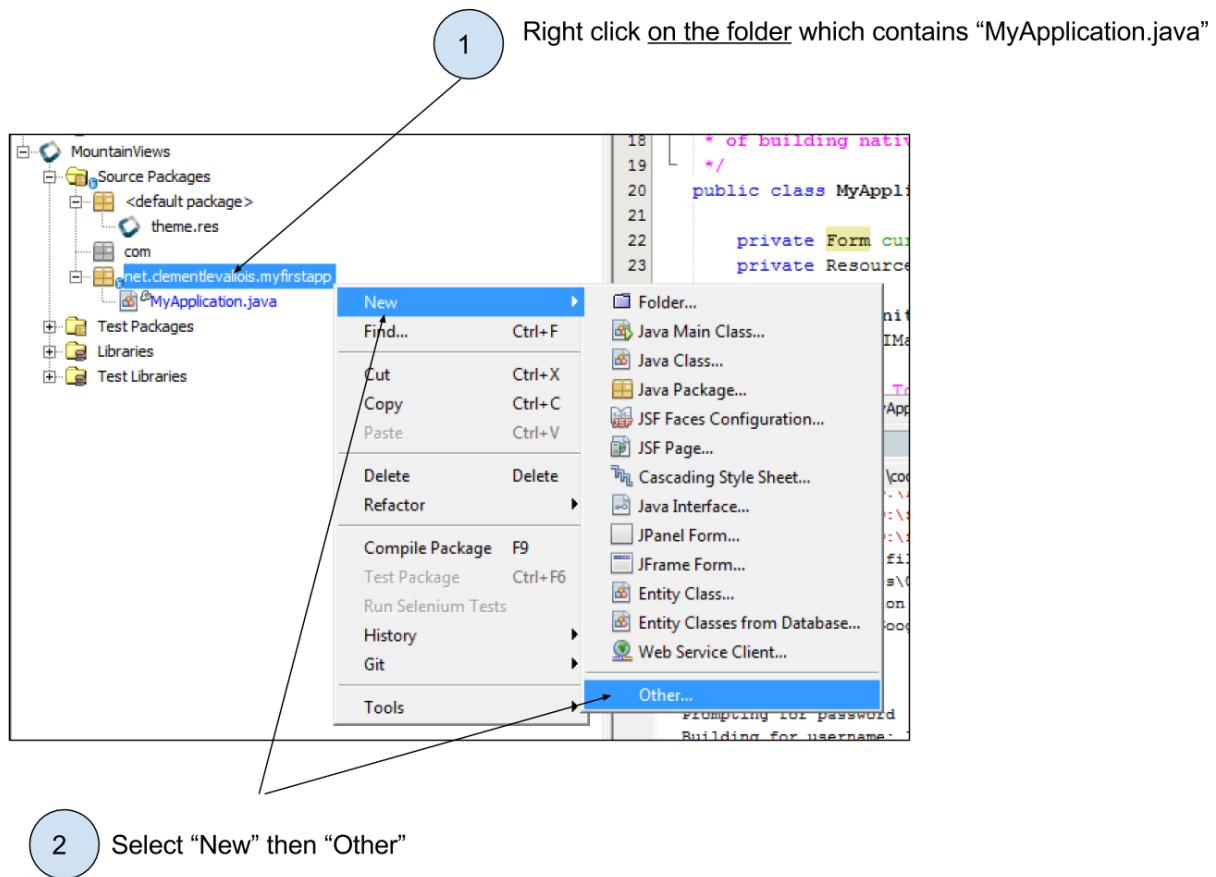 1
Right click on the folder which contains “MyApplication.java”
MountainViews
Source Packages
<default package>
theme.res
com
net.clementlevallois.myfirstapp
MyApplication.java
Test Packages
Libraries
Test Libraries
18 * of building nativ
19 */
20 public class MyAppli
21
22 private Form cur
23 private Resource
New
Find... Ctrl+F
Cut Ctrl+X
Copy Ctrl+C
Paste Ctrl+V
Delete Delete
Refactor
Compile Package F9
Test Package Ctrl+F6
Run Selenium Tests
History
Git
Tools
Folder...
Java Main Class...
Java Class...
Java Package...
JSF Faces Configuration...
JSF Page...
Cascading Style Sheet...
Java Interface...
JPanel Form...
JFrame Form...
Entity Class...
Entity Classes from Database...
Web Service Client...
Other...
Prompting for password
Building for username:
2
Select “New” then “Other”